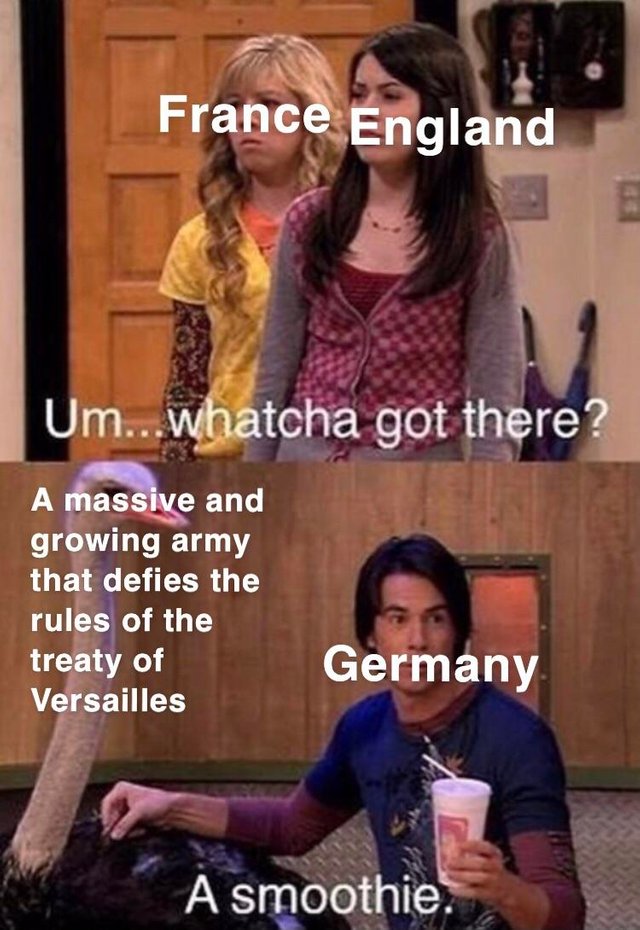 France England
Um...whatcha got there?
A massive and
growing army
that defies the
rules of the
treaty of
Versailles
Germany
A smoothie.